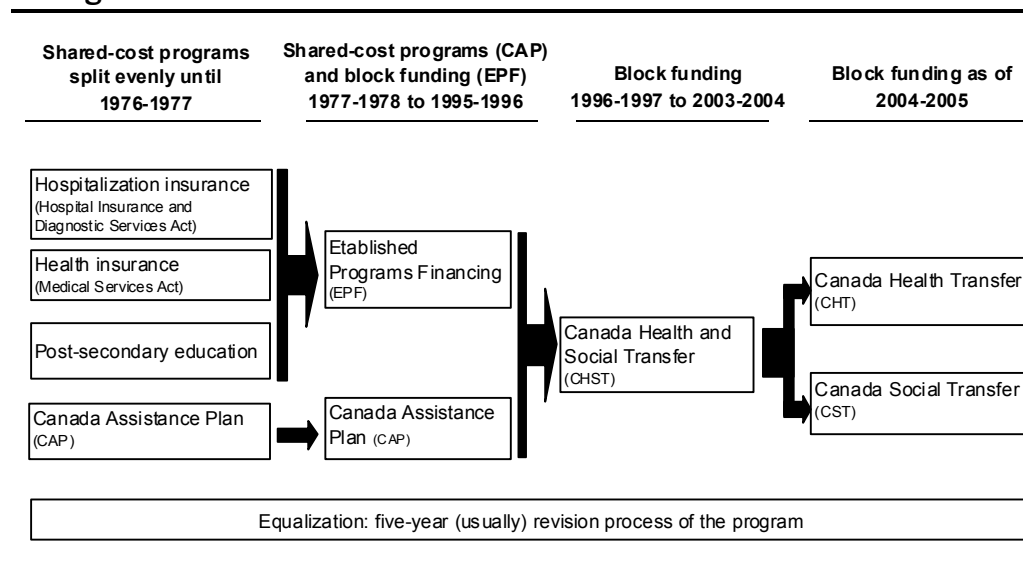 Shared-cost programs
split evenly until
1976-1977
Shared-cost programs (CAP)
and block funding (EPF)
1977-1978 to 1995-1996
Block funding
1996-1997 to 2003-2004
Block funding as of
2004-2005
Hospitalization insurance
(Hospital Insurance and
Diagnostic Services Act)
Health insurance
(Medical Services Act)
Post-secondary education
Canada Assistance Plan
(CAP)
Etablished
Programs Financing
(EPF)
Canada Assistance
Plan (CAP)
Canada Health and
Social Transfer
(CHST)
Canada Health Transfer
(CHT)
Canada Social Transfer
(CST)
Equalization: five-year (usually) revision process of the program